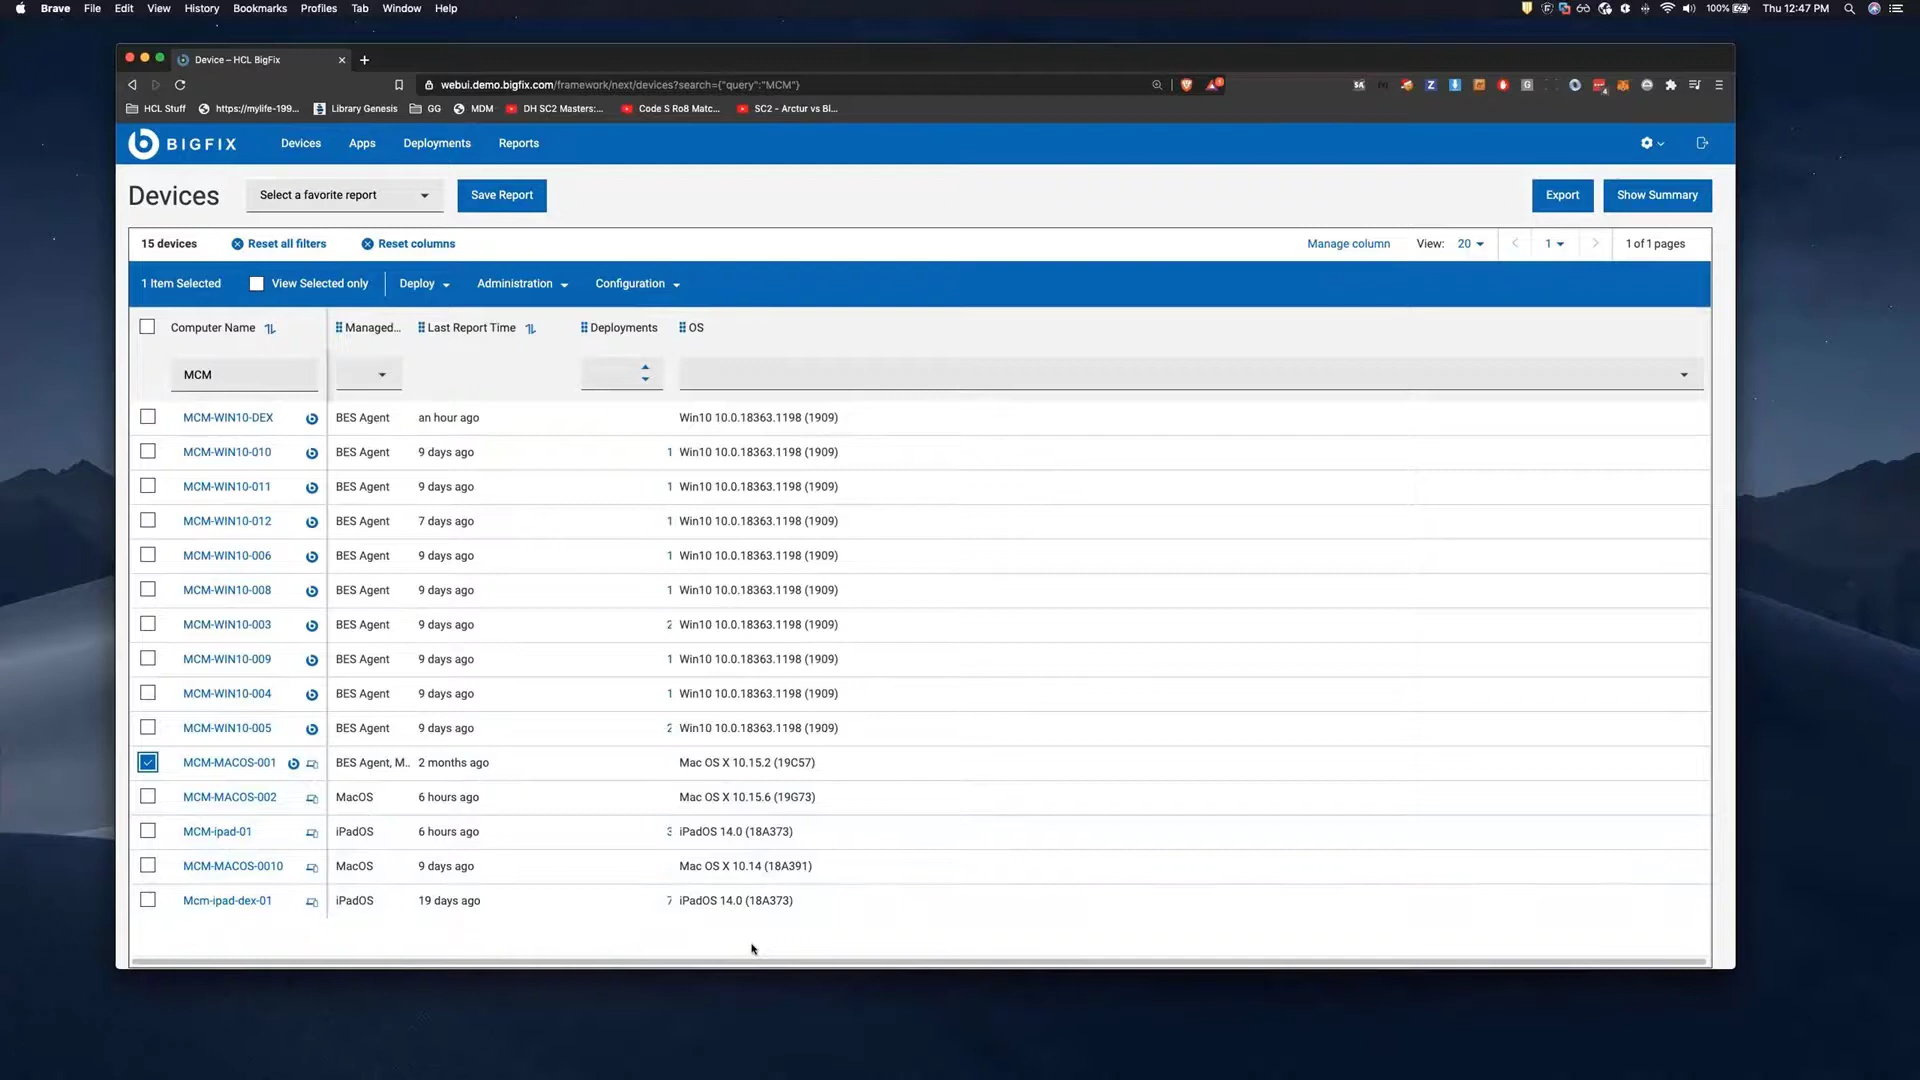 Brave File Edit View History Bookmarks Profiles Tab Window Help 100% Thu 12:47 PM
Device – HCL BigFix
webui.demo.bigfix.com/framework/next/devices?search={"query":"MCM"}
HCL Stuff https://mylife-199... Library Genesis GG MDM DH SC2 Masters:... Code S Ro8 Matc... SC2 - Arctur vs Bl...
BIGFIX Devices Apps Deployments Reports
Devices Select a favorite report Save Report Export Show Summary
15 devices Reset all filters Reset columns Manage column View: 20 1 1 of 1 pages
1 Item Selected View Selected only Deploy Administration Configuration
Computer Name Managed... Last Report Time Deployments OS
MCM
MCM-WIN10-DEX BES Agent an hour ago Win10 10.0.18363.1198 (1909)
MCM-WIN10-010 BES Agent 9 days ago 1 Win10 10.0.18363.1198 (1909)
MCM-WIN10-011 BES Agent 9 days ago 1 Win10 10.0.18363.1198 (1909)
MCM-WIN10-012 BES Agent 7 days ago 1 Win10 10.0.18363.1198 (1909)
MCM-WIN10-006 BES Agent 9 days ago 1 Win10 10.0.18363.1198 (1909)
MCM-WIN10-008 BES Agent 9 days ago 1 Win10 10.0.18363.1198 (1909)
MCM-WIN10-003 BES Agent 9 days ago 2 Win10 10.0.18363.1198 (1909)
MCM-WIN10-009 BES Agent 9 days ago 1 Win10 10.0.18363.1198 (1909)
MCM-WIN10-004 BES Agent 9 days ago 1 Win10 10.0.18363.1198 (1909)
MCM-WIN10-005 BES Agent 9 days ago 2 Win10 10.0.18363.1198 (1909)
MCM-MACOS-001 BES Agent, M.. 2 months ago Mac OS X 10.15.2 (19C57)
MCM-MACOS-002 MacOS 6 hours ago Mac OS X 10.15.6 (19G73)
MCM-ipad-01 iPadOS 6 hours ago 3 iPadOS 14.0 (18A373)
MCM-MACOS-0010 MacOS 9 days ago Mac OS X 10.14 (18A391)
Mcm-ipad-dex-01 iPadOS 19 days ago 7 iPadOS 14.0 (18A373)